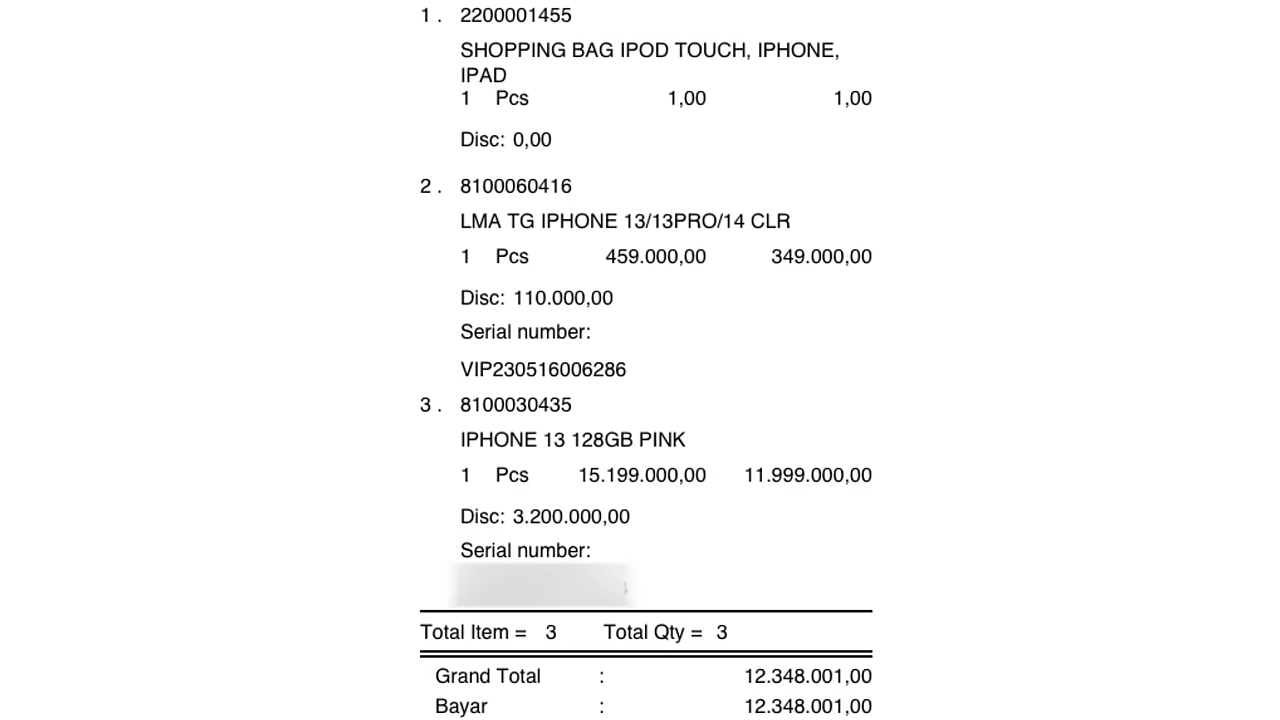 1 . 2200001455
SHOPPING BAG IPOD TOUCH, IPHONE,
IPAD
1 Pcs 1,00 1,00
Disc: 0,00
2 . 8100060416
LMA TG IPHONE 13/13PRO/14 CLR
1 Pcs 459.000,00 349.000,00
Disc: 110.000,00
Serial number:
VIP230516006286
3 . 8100030435
IPHONE 13 128GB PINK
1 Pcs 15.199.000,00 11.999.000,00
Disc: 3.200.000,00
Serial number:
Total Item = 3 Total Qty = 3
Grand Total : 12.348.001,00
Bayar : 12.348.001,00